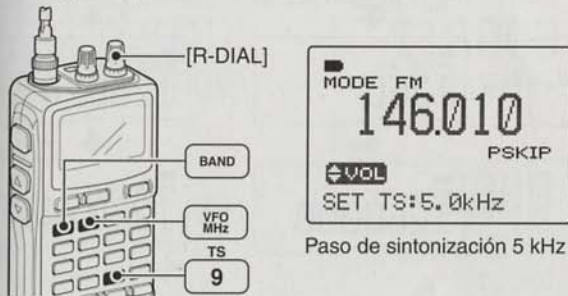 [R-DIAL]
BAND
VFO
MHz
TS
9
MODE FM
146.010
PSKIP
VOL
SET TS:5.0kHz
Paso de sintonización 5 kHz